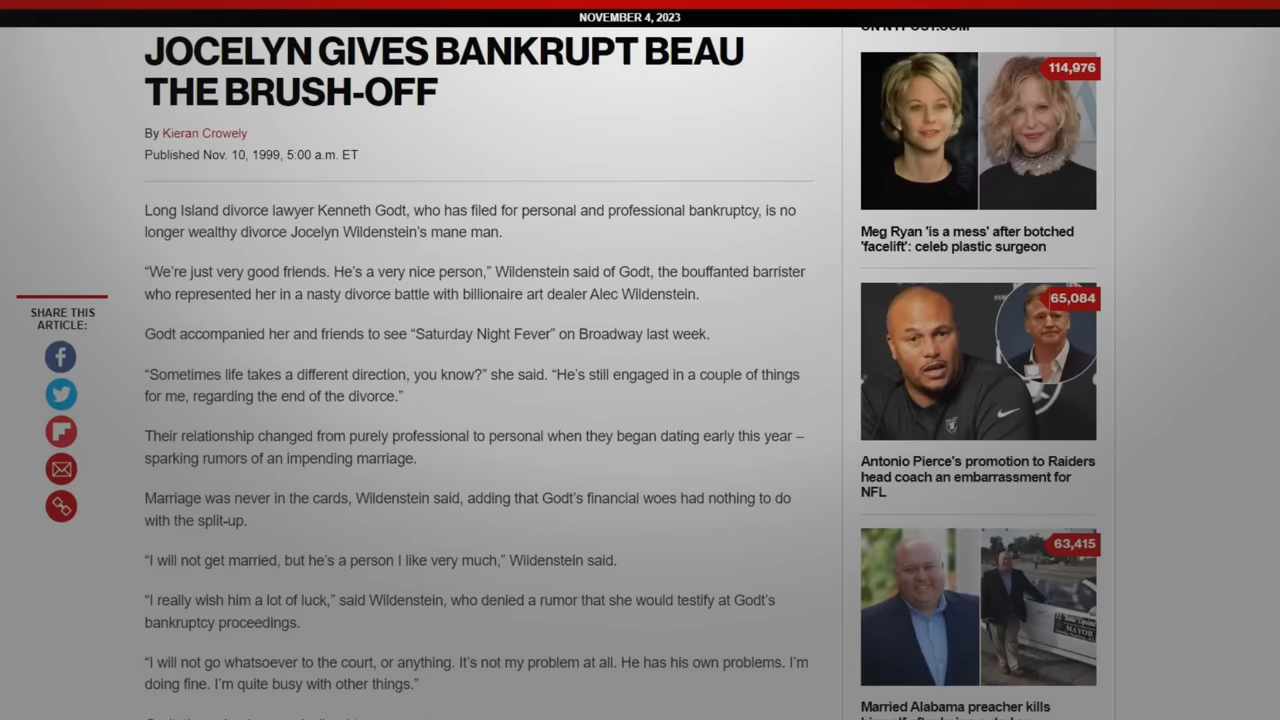 NOVEMBER 4, 2023
JOCELYN GIVES BANKRUPT BEAU
THE BRUSH-OFF
By Kieran Crowely
Published Nov. 10, 1999, 5:00 a.m. ET
Long Island divorce lawyer Kenneth Godt, who has filed for personal and professional bankruptcy, is no
longer wealthy divorce Jocelyn Wildenstein’s mane man.
“We’re just very good friends. He’s a very nice person,” Wildenstein said of Godt, the bouffanted barrister
who represented her in a nasty divorce battle with billionaire art dealer Alec Wildenstein.
Godt accompanied her and friends to see “Saturday Night Fever” on Broadway last week.
“Sometimes life takes a different direction, you know?” she said. “He’s still engaged in a couple of things
for me, regarding the end of the divorce.”
Their relationship changed from purely professional to personal when they began dating early this year –
sparking rumors of an impending marriage.
Marriage was never in the cards, Wildenstein said, adding that Godt’s financial woes had nothing to do
with the split-up.
“I will not get married, but he’s a person I like very much,” Wildenstein said.
“I really wish him a lot of luck,” said Wildenstein, who denied a rumor that she would testify at Godt’s
bankruptcy proceedings.
“I will not go whatsoever to the court, or anything. It’s not my problem at all. He has his own problems. I’m
doing fine. I’m quite busy with other things.”
SHARE THIS
ARTICLE:
ON NYPOST.COM
114,976
Meg Ryan 'is a mess' after botched
'facelift': celeb plastic surgeon
65,084
Antonio Pierce's promotion to Raiders
head coach an embarrassment for
NFL
63,415
MAYOR
Married Alabama preacher kills